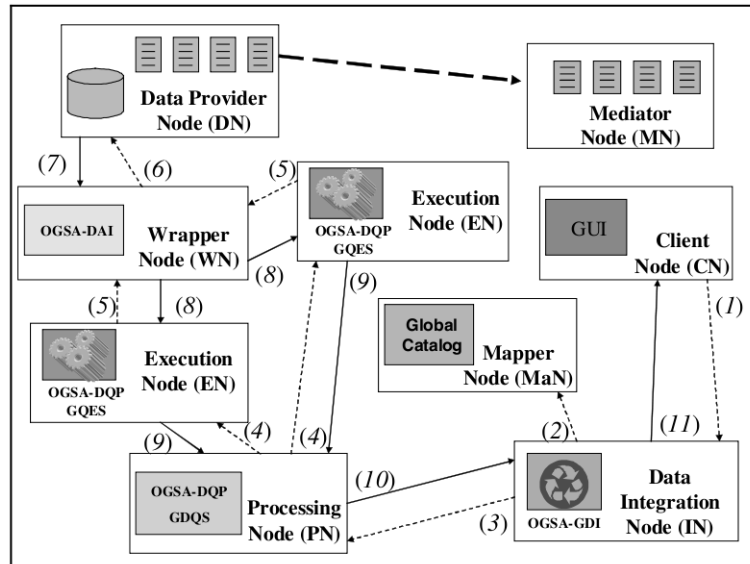 Data Provider
Node (DN)
Mediator
Node (MN)
(7)
(6)
(5)
OGSA-DAI
Wrapper
Node (WN)
Execution
Node (EN)
OGSA-DQP
GQES
GUI
Client
Node (CN)
(8)
(5)
(8)
(9)
(1)
Global
Catalog
Mapper
Node (MaN)
Execution
Node (EN)
OGSA-DQP
GQES
(9)
(4)
(4)
(2)
(11)
OGSA-DQP
GDQS
Processing
Node (PN)
(10)
(3)
Data
Integration
Node (IN)
OGSA-GDI